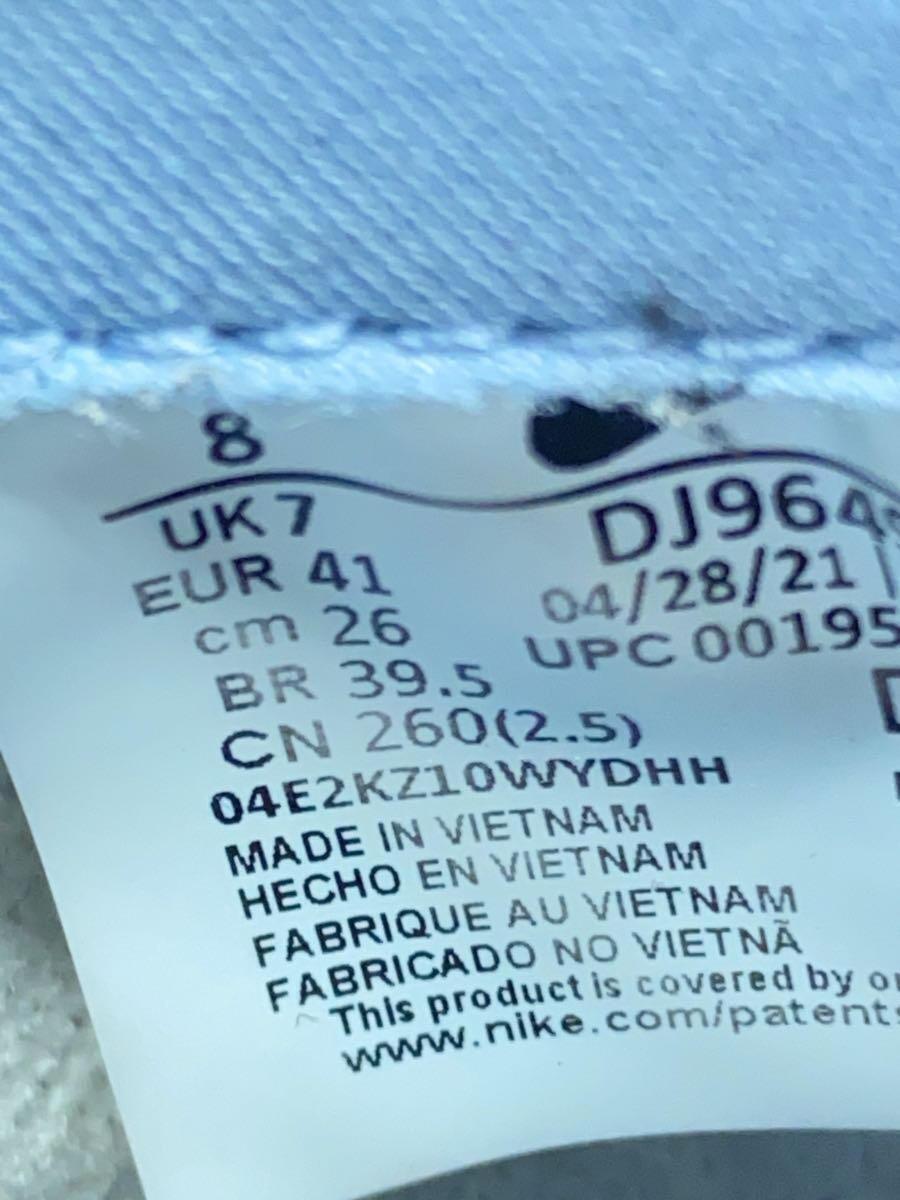 8
UK 7
EUR 41
cm 26
BR 39.5
CN 260(2.5)
04E2KZ10WYDHH
MADE IN VIETNAM
HECHO EN VIETNAM
FABRIQUE AU VIETNAM
FABRICADO NO VIETNÃ
This product is covered by
www.nike.com/patents
DJ964
04/28/21
UPC 00195